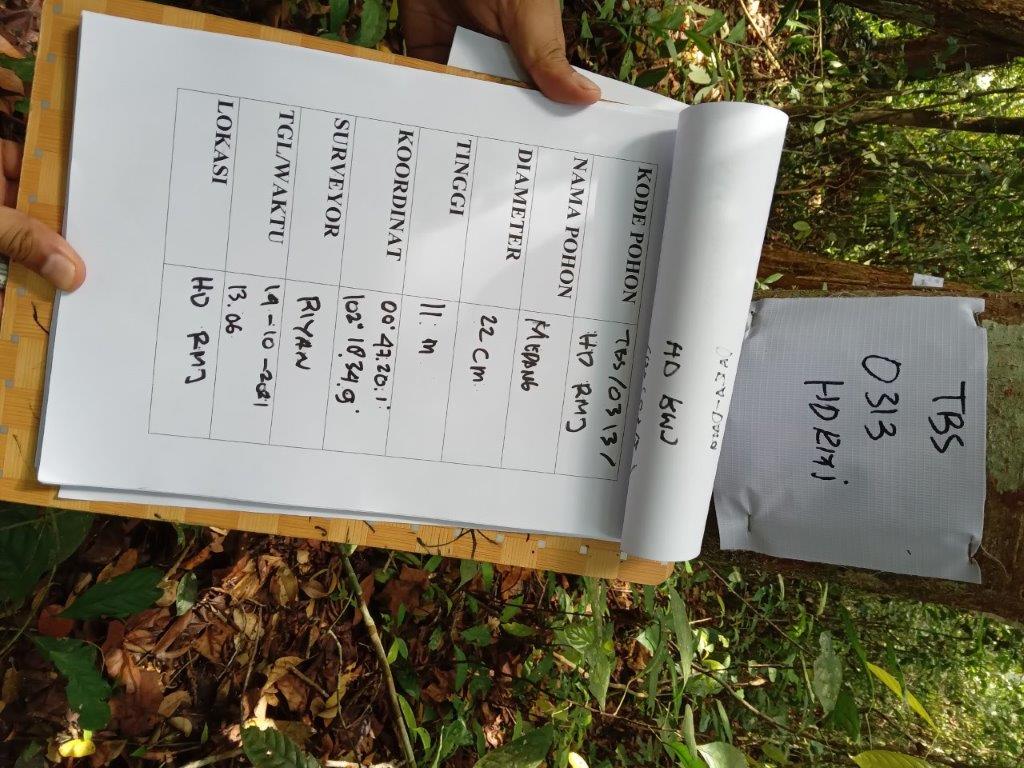 TBS
0313
HD RMJ
HD BWJ
KODE POHON
TBS/0313/
HD RMJ
NAMA POHON
MEDANG
DIAMETER
22 cm
TINGGI
11. m
KOORDINAT
00° 47. 20. 1"
102° 18. 34. 9"
SURVEYOR
RIYAN
TGL/WAKTU
19-10-2021
13.06
LOKASI
HD RMJ